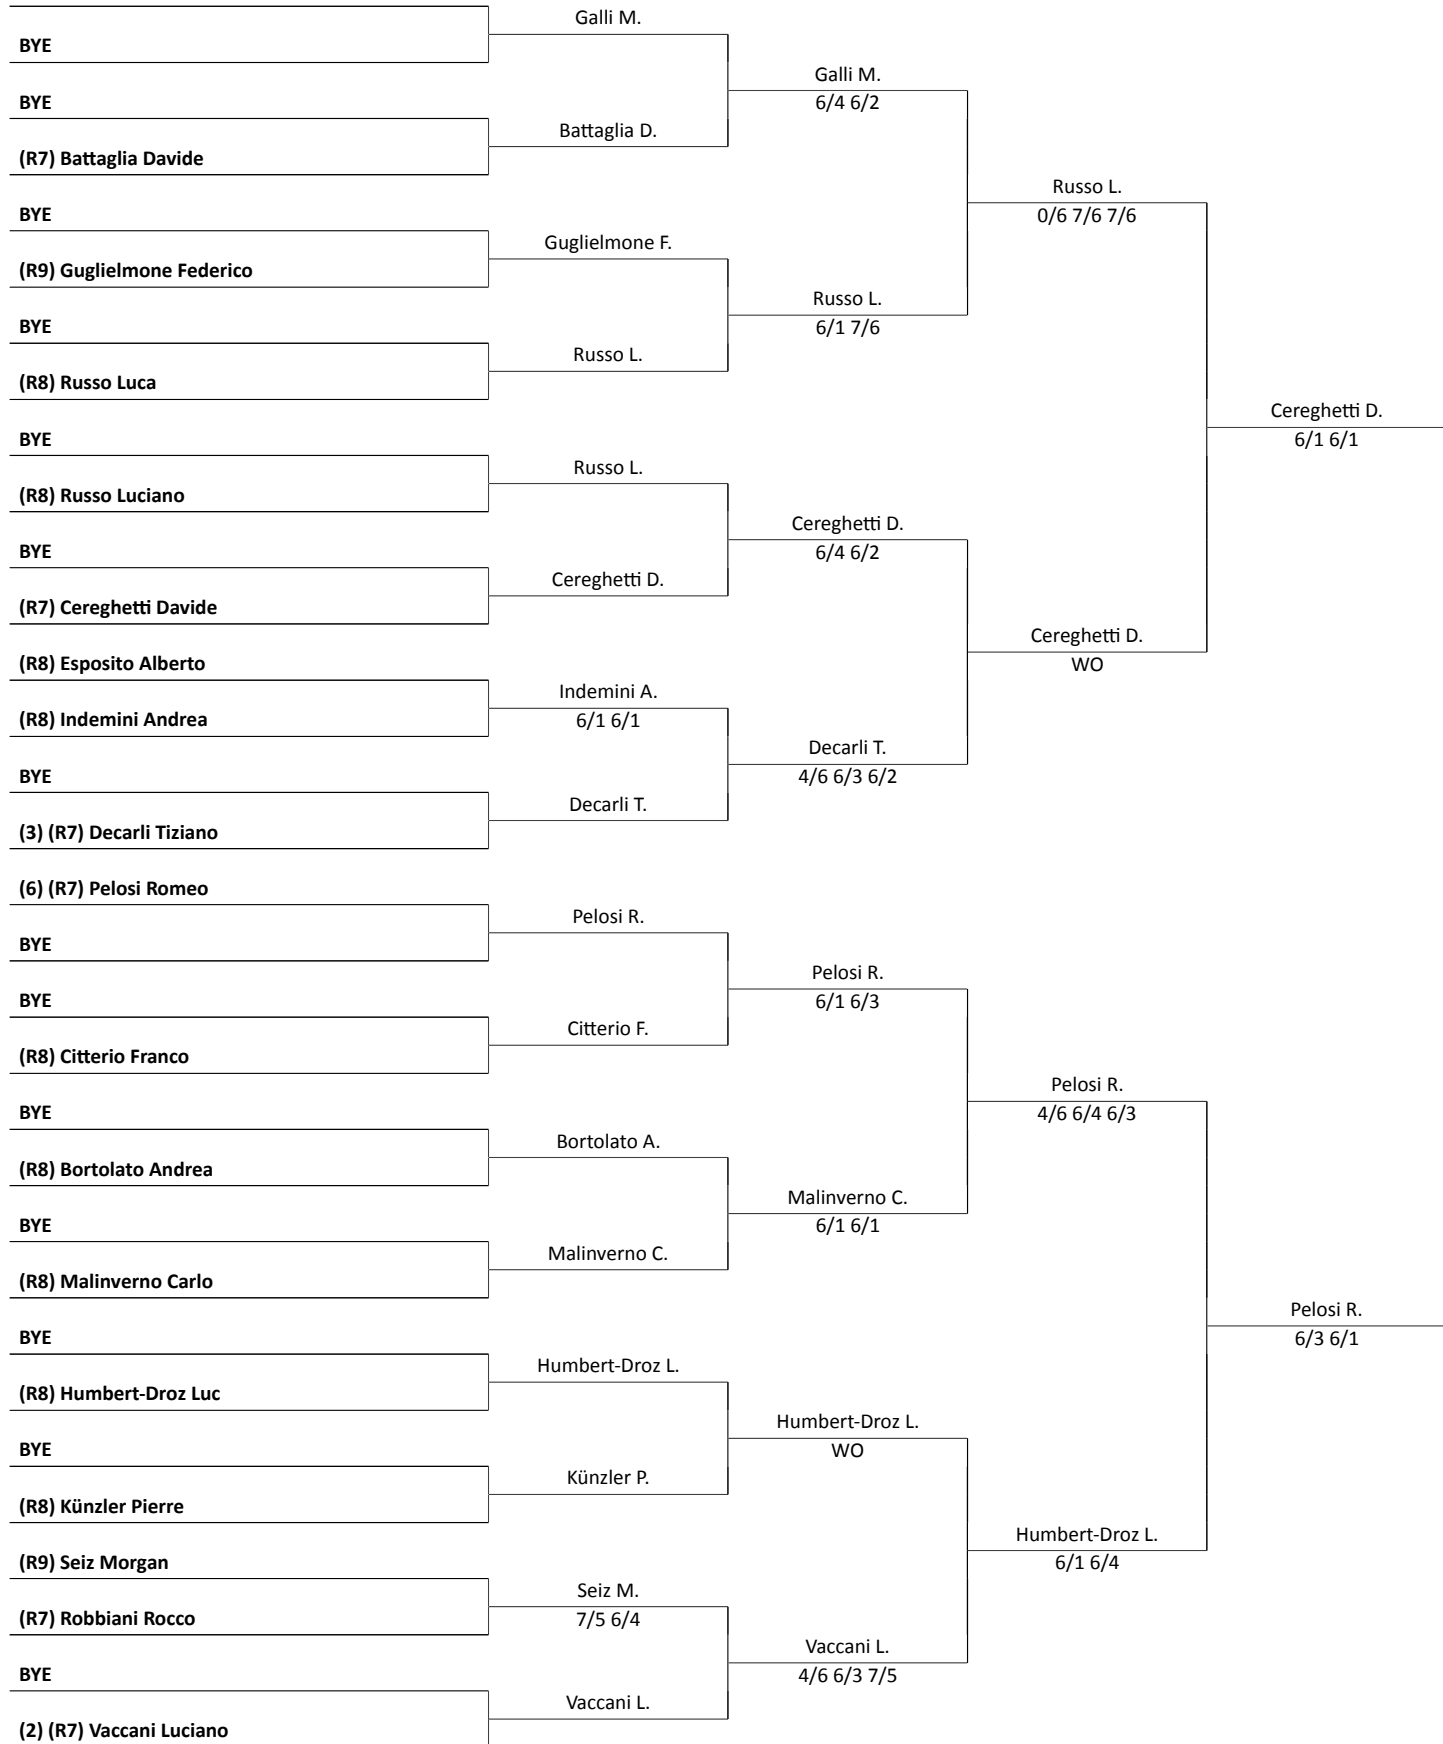 Galli M.
BYE
Galli M.
BYE
6/4 6/2
Battaglia D.
(R7) Battaglia Davide
Russo L.
BYE
0/6 7/6 7/6
Guglielmone F.
(R9) Guglielmone Federico
Russo L.
BYE
6/1 7/6
Russo L.
(R8) Russo Luca
Cereghetti D.
BYE
6/1 6/1
Russo L.
(R8) Russo Luciano
Cereghetti D.
BYE
6/4 6/2
Cereghetti D.
(R7) Cereghetti Davide
Cereghetti D.
(R8) Esposito Alberto
WO
Indemini A.
(R8) Indemini Andrea
6/1 6/1
Decarli T.
BYE
4/6 6/3 6/2
Decarli T.
(3) (R7) Decarli Tiziano
(6) (R7) Pelosi Romeo
Pelosi R.
BYE
Pelosi R.
BYE
6/1 6/3
Citterio F.
(R8) Citterio Franco
Pelosi R.
BYE
4/6 6/4 6/3
Bortolato A.
(R8) Bortolato Andrea
Malinverno C.
BYE
6/1 6/1
Malinverno C.
(R8) Malinverno Carlo
Pelosi R.
BYE
6/3 6/1
Humbert-Droz L.
(R8) Humbert-Droz Luc
Humbert-Droz L.
BYE
WO
Künzler P.
(R8) Künzler Pierre
Humbert-Droz L.
(R9) Seiz Morgan
6/1 6/4
Seiz M.
(R7) Robbiani Rocco
7/5 6/4
Vaccani L.
BYE
4/6 6/3 7/5
Vaccani L.
(2) (R7) Vaccani Luciano